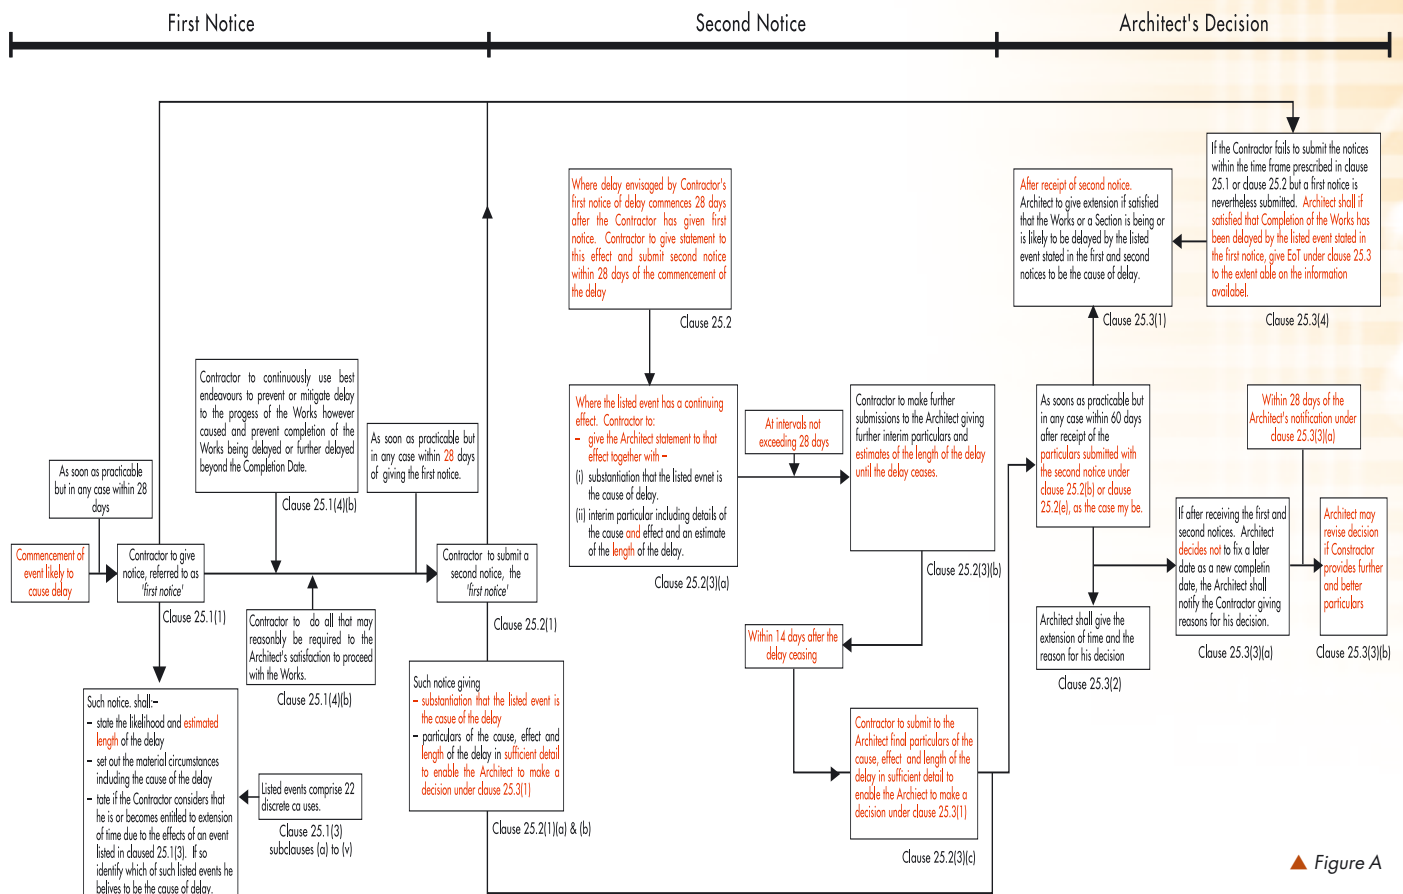 First Notice
Second Notice
Architect's Decision
As soon as practicable
but in any case within 28
days
Commencement of
event likely to
cause delay
Contractor to give
notice, referred to as
'first notice'
Clause 25.1(1)
Such notice. shall:–
– state the likelihood and estimated
length of the delay
– set out the material circumstances
including the cause of the delay
– tate if the Contractor considers that
he is or becomes entitled to extension
of time due to the effects of an event
listed in claused 25.1(3). If so
identify which of such listed events he
belives to be the cause of delay.
Listed events comprise 22
discrete ca uses.
Clause 25.1(3)
subclauses (a) to (v)
Contractor to continuously use best
endeavours to prevent or mitigate delay
to the progess of the Works however
caused and prevent completion of the
Works being delayed or further delayed
beyond the Completion Date.
Clause 25.1(4)(b)
Contractor to do all that may
reasonbly be required to the
Architect's satisfaction to proceed
with the Works.
Clause 25.1(4)(b)
As soon as practicable but
in any case within 28 days
of giving the first notice.
Contractor to submit a
second notice, the
'first notice'
Clause 25.2(1)
Such notice giving
– substantiation that the listed event is
the casue of the delay
– particulars of the cause, effect and
length of the delay in sufficient detail
to enable the Architect to make a
decision under clause 25.3(1)
Clause 25.2(1)(a) & (b)
Where delay envisaged by Contractor's
first notice of delay commences 28 days
after the Contractor has given first
notice. Contractor to give statement to
this effect and submit second notice
within 28 days of the commencement of
the delay
Clause 25.2
Where the listed event has a continuing
effect. Contractor to:
– give the Architect statement to that
effect together with –
(i) substantiation that the listed evnet is
the cause of delay.
(ii) interim particular including details of
the cause and effect and an estimate
of the length of the delay.
Clause 25.2(3)(a)
At intervals not
exceeding 28 days
Contractor to make further
submissions to the Architect giving
further interim particulars and
estimates of the length of the delay
until the delay ceases.
Clause 25.2(3)(b)
Within 14 days after the
delay ceasing
Contractor to submit to the
Architect final particulars of the
cause, effect and length of the
delay in sufficient detail to
enable the Archiect to make a
decision under clause 25.3(1)
Clause 25.2(3)(c)
After receipt of second notice.
Architect to give extension if satisfied
that the Works or a Section is being or
is likely to be delayed by the listed
event stated in the first and second
notices to be the cause of delay.
Clause 25.3(1)
If the Contractor fails to submit the notices
within the time frame prescribed in clause
25.1 or clause 25.2 but a first notice is
nevertheless submitted. Architect shall if
satisfied that Completion of the Works has
been delayed by the listed event stated in
the first notice, give EoT under clause 25.3
to the extent able on the information
availabel.
Clause 25.3(4)
As soons as practicable but
in any case within 60 days
after receipt of the
particulars submitted with
the second notice under
clause 25.2(b) or clause
25.2(e), as the case my be.
Architect shall give the
extension of time and the
reason for his decision
Clause 25.3(2)
If after receiving the first and
second notices. Architect
decides not to fix a later
date as a new completin
date, the Architect shall
notify the Contractor giving
reasons for his decision.
Clause 25.3(3)(a)
Within 28 days of the
Architect's notification under
clause 25.3(3)(a)
Architect may
revise decision
if Constractor
provides further
and better
particulars
Clause 25.3(3)(b)
Figure A